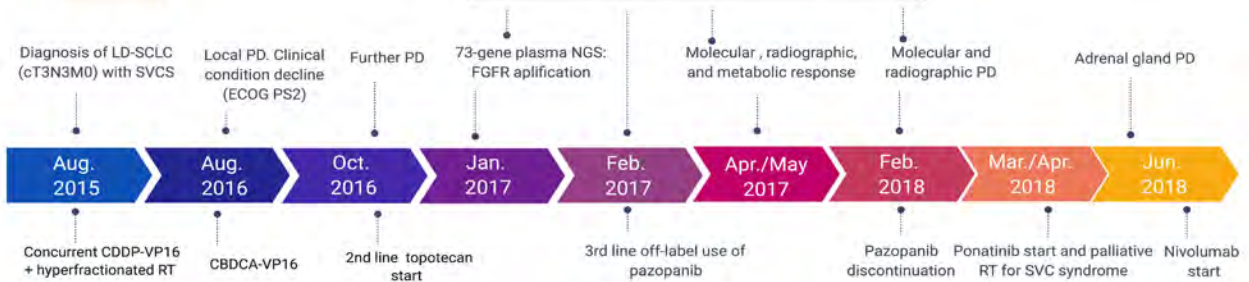 Diagnosis of LD-SCLC
(cT3N3M0) with SVCS
Local PD. Clinical
condition decline
(ECOG PS2)
Further PD
73-gene plasma NGS:
FGFR aplification
Molecular , radiographic,
and metabolic response
Molecular and
radiographic PD
Adrenal gland PD
Aug.
2015
Aug.
2016
Oct.
2016
Jan.
2017
Feb.
2017
Apr./May
2017
Feb.
2018
Mar./Apr.
2018
Jun.
2018
Concurrent CDDP-VP16
+ hyperfractionated RT
CBDCA-VP16
2nd line topotecan
start
3rd line off-label use of
pazopanib
Pazopanib
discontinuation
Ponatinib start and palliative
RT for SVC syndrome
Nivolumab
start